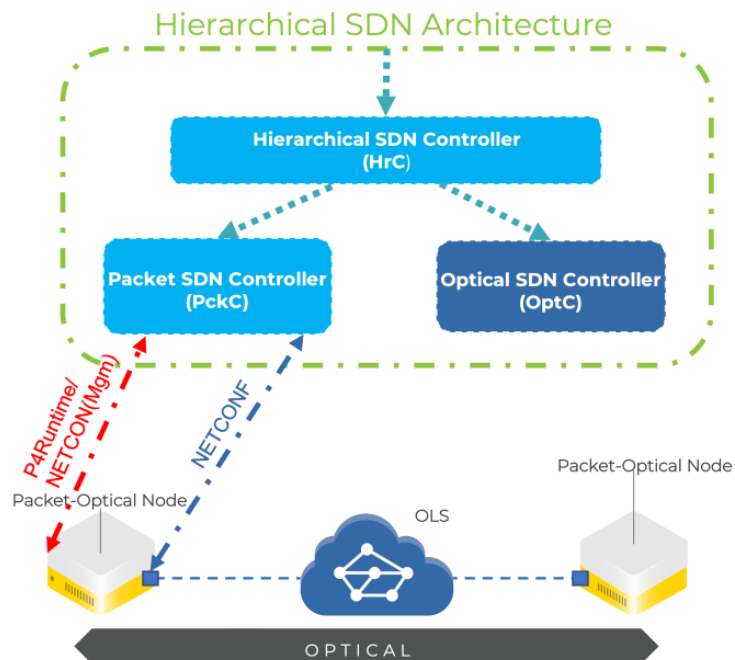 Hierarchical SDN Architecture
Hierarchical SDN Controller
(HrC)
Packet SDN Controller
(PckC)
Optical SDN Controller
(OptC)
P4Runtime/
NETCON(Mgm)
NETCONF
Packet-Optical Node
OLS
Packet-Optical Node
OPTICAL